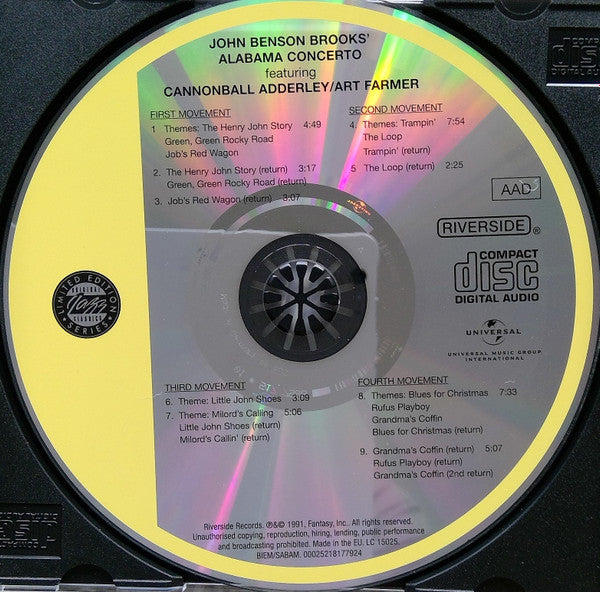 JOHN BENSON BROOKS'
ALABAMA CONCERTO
featuring
CANNONBALL ADDERLEY/ART FARMER
FIRST MOVEMENT
1 Themes: The Henry John Story 4:49
Green, Green Rocky Road
Job's Red Wagon
2. The Henry John Story (return) 3:17
Green, Green Rocky Road (return)
3. Job's Red Wagon (return) 3:07
SECOND MOVEMENT
4. Themes: Trampin' 7:54
The Loop
Trampin' (return)
5 The Loop (return) 2:25
AAD
RIVERSIDE ®
COMPACT
disc
DIGITAL AUDIO
UNIVERSAL
UNIVERSAL MUSIC GROUP
INTERNATIONAL
LIMITED EDITION
ORIGINAL
Jazz
CLASSICS
SERIES
THIRD MOVEMENT
6. Theme: Little John Shoes 3:09
7. Theme: Milord's Calling 5:06
Little John Shoes (return)
Milord's Callin' (return)
FOURTH MOVEMENT
8. Themes: Blues for Christmas 7:33
Rufus Playboy
Grandma's Coffin
Blues for Christmas (return)
9. Grandma's Coffin (return) 5:07
Rufus Playboy (return)
Grandma's Coffin (2nd return)
Riverside Records. ℗&© 1991, Fantasy, Inc.. All rights reserved.
Unauthorised copying, reproduction, hiring, lending, public performance
and broadcasting prohibited. Made in the EU. LC 15025.
BIEM/SABAM. 00025218177924